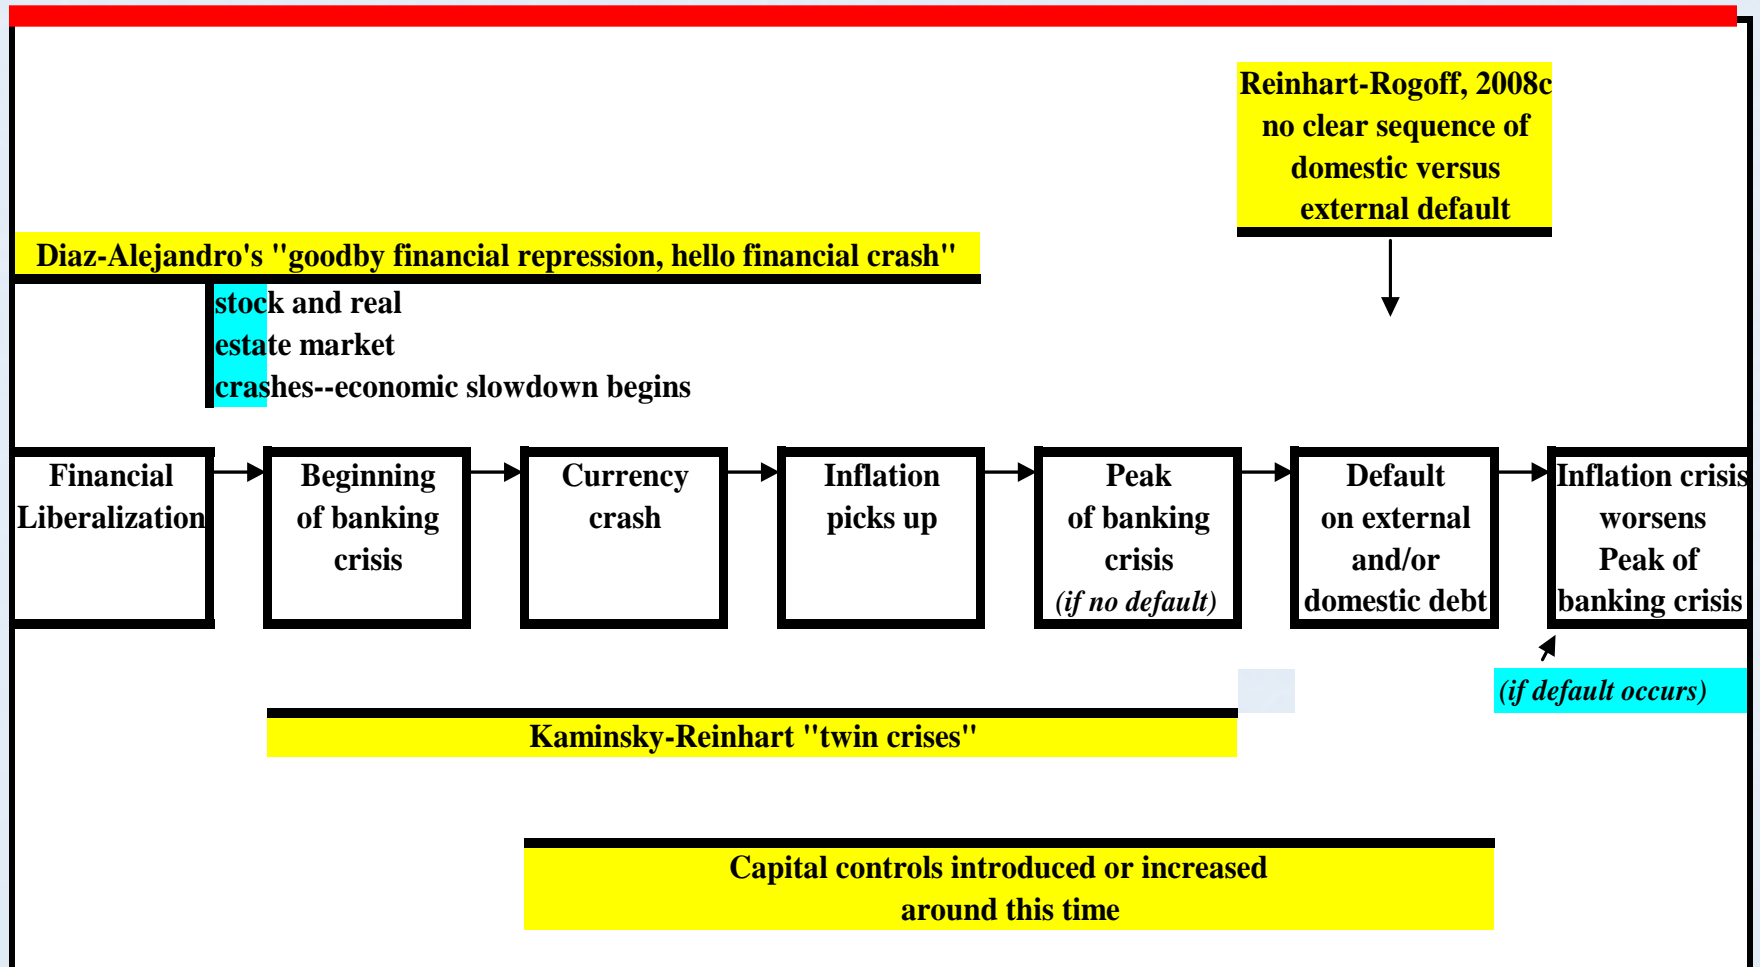 Reinhart-Rogoff, 2008c
no clear sequence of
domestic versus
external default
Diaz-Alejandro's "goodby financial repression, hello financial crash"
stock and real
estate market
crashes--economic slowdown begins
Financial
Liberalization
Beginning
of banking
crisis
Currency
crash
Inflation
picks up
Peak
of banking
crisis
(if no default)
Default
on external
and/or
domestic debt
Inflation crisis
worsens
Peak of
banking crisis
(if default occurs)
Kaminsky-Reinhart "twin crises"
Capital controls introduced or increased
around this time